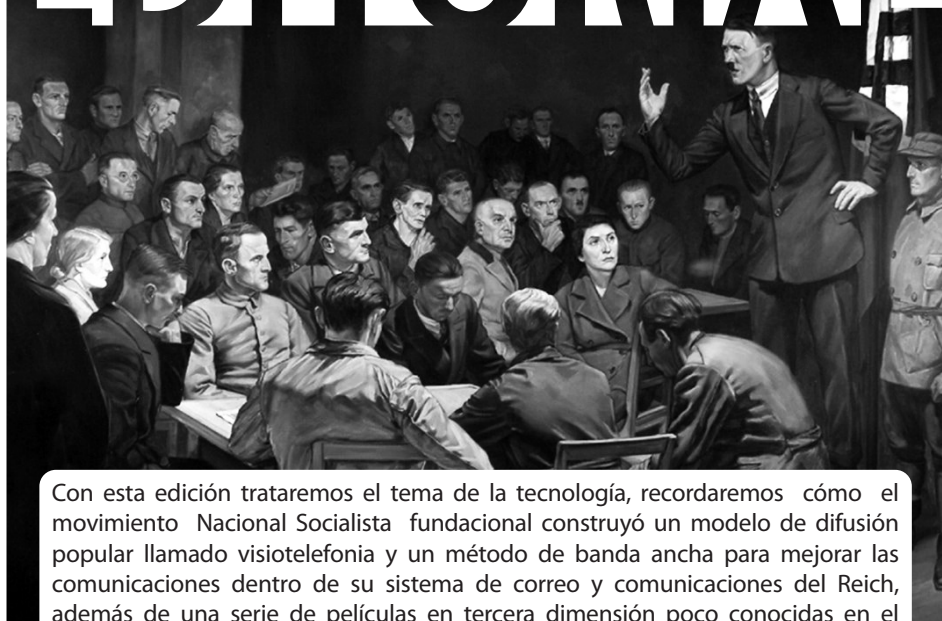 EDITORIAL
Con esta edición trataremos el tema de la tecnología, recordaremos cómo el
movimiento Nacional Socialista fundacional construyó un modelo de difusión
popular llamado visiotelefonia y un método de banda ancha para mejorar las
comunicaciones dentro de su sistema de correo y comunicaciones del Reich,
además de una serie de películas en tercera dimensión poco conocidas en el